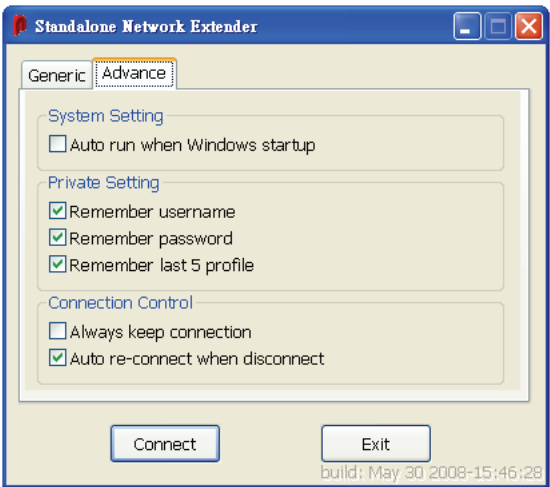 Standalone Network Extender
Generic Advance
System Setting
Auto run when Windows startup
Private Setting
Remember username
Remember password
Remember last 5 profile
Connection Control
Always keep connection
Auto re-connect when disconnect
Connect Exit
build: May 30 2008-15:46:28